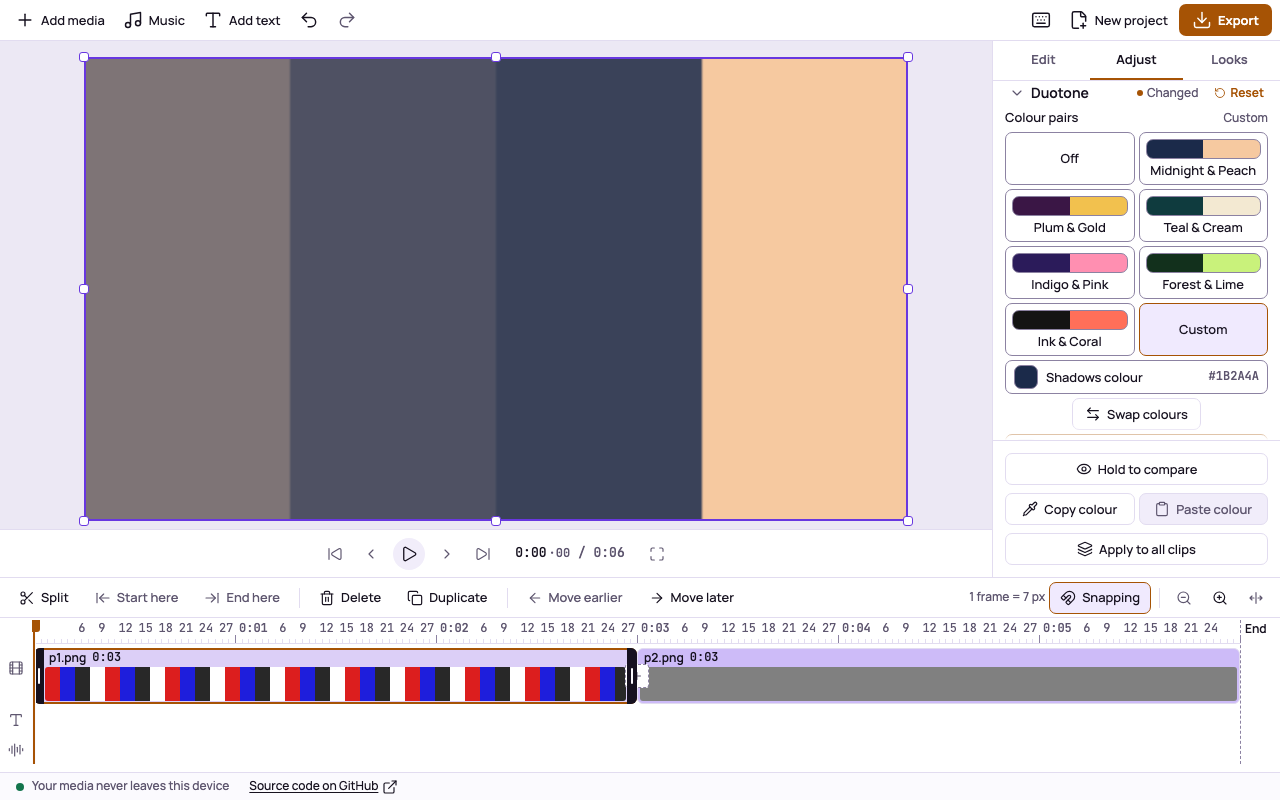 Add media
Music
Add text
New project
Export
Edit
Adjust
Looks
Duotone
Changed
Reset
Colour pairs
Custom
Off
Midnight & Peach
Plum & Gold
Teal & Cream
Indigo & Pink
Forest & Lime
Ink & Coral
Custom
Shadows colour
#1B2A4A
Swap colours
Hold to compare
Copy colour
Paste colour
Apply to all clips
0:00·00 / 0:06
Split
Start here
End here
Delete
Duplicate
Move earlier
Move later
1 frame = 7 px
Snapping
6 9 12 15 18 21 24 27 0:01 6 9 12 15 18 21 24 27 0:02 6 9 12 15 18 21 24 27 0:03 6 9 12 15 18 21 24 27 0:04 6 9 12 15 18 21 24 27 0:05 6 9 12 15 18 21 24 End
p1.png 0:03
p2.png 0:03
Your media never leaves this device
Source code on GitHub